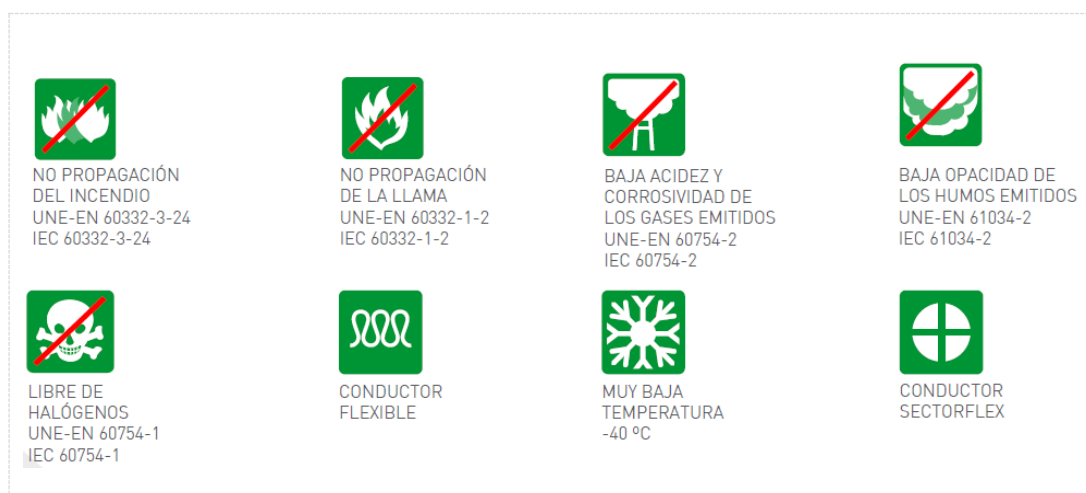 NO PROPAGACIÓN
DEL INCENDIO
UNE-EN 60332-3-24
IEC 60332-3-24
NO PROPAGACIÓN
DE LA LLAMA
UNE-EN 60332-1-2
IEC 60332-1-2
BAJA ACIDEZ Y
CORROSIVIDAD DE
LOS GASES EMITIDOS
UNE-EN 60754-2
IEC 60754-2
BAJA OPACIDAD DE
LOS HUMOS EMITIDOS
UNE-EN 61034-2
IEC 61034-2
LIBRE DE
HALÓGENOS
UNE-EN 60754-1
IEC 60754-1
CONDUCTOR
FLEXIBLE
MUY BAJA
TEMPERATURA
-40 ºC
CONDUCTOR
SECTORFLEX